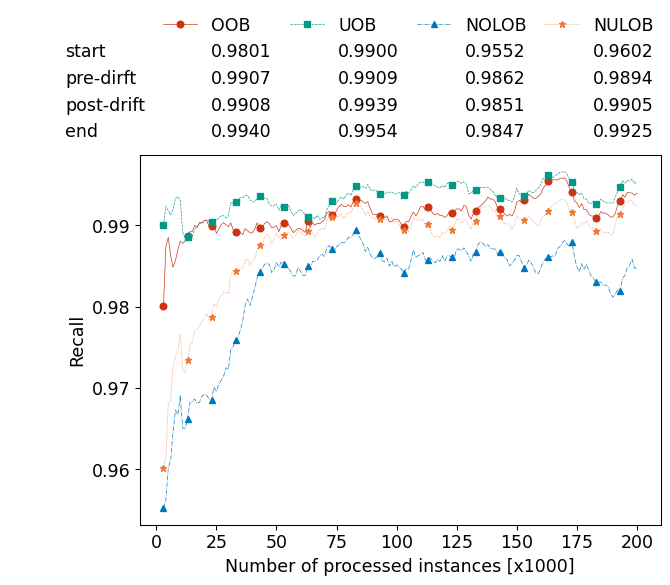 OOB UOB NOLOB NULOB
start 0.9801 0.9900 0.9552 0.9602
pre-dirft 0.9907 0.9909 0.9862 0.9894
post-drift 0.9908 0.9939 0.9851 0.9905
end 0.9940 0.9954 0.9847 0.9925
0.99
0.98
0.97
0.96
Recall
0 25 50 75 100 125 150 175 200
Number of processed instances [x1000]